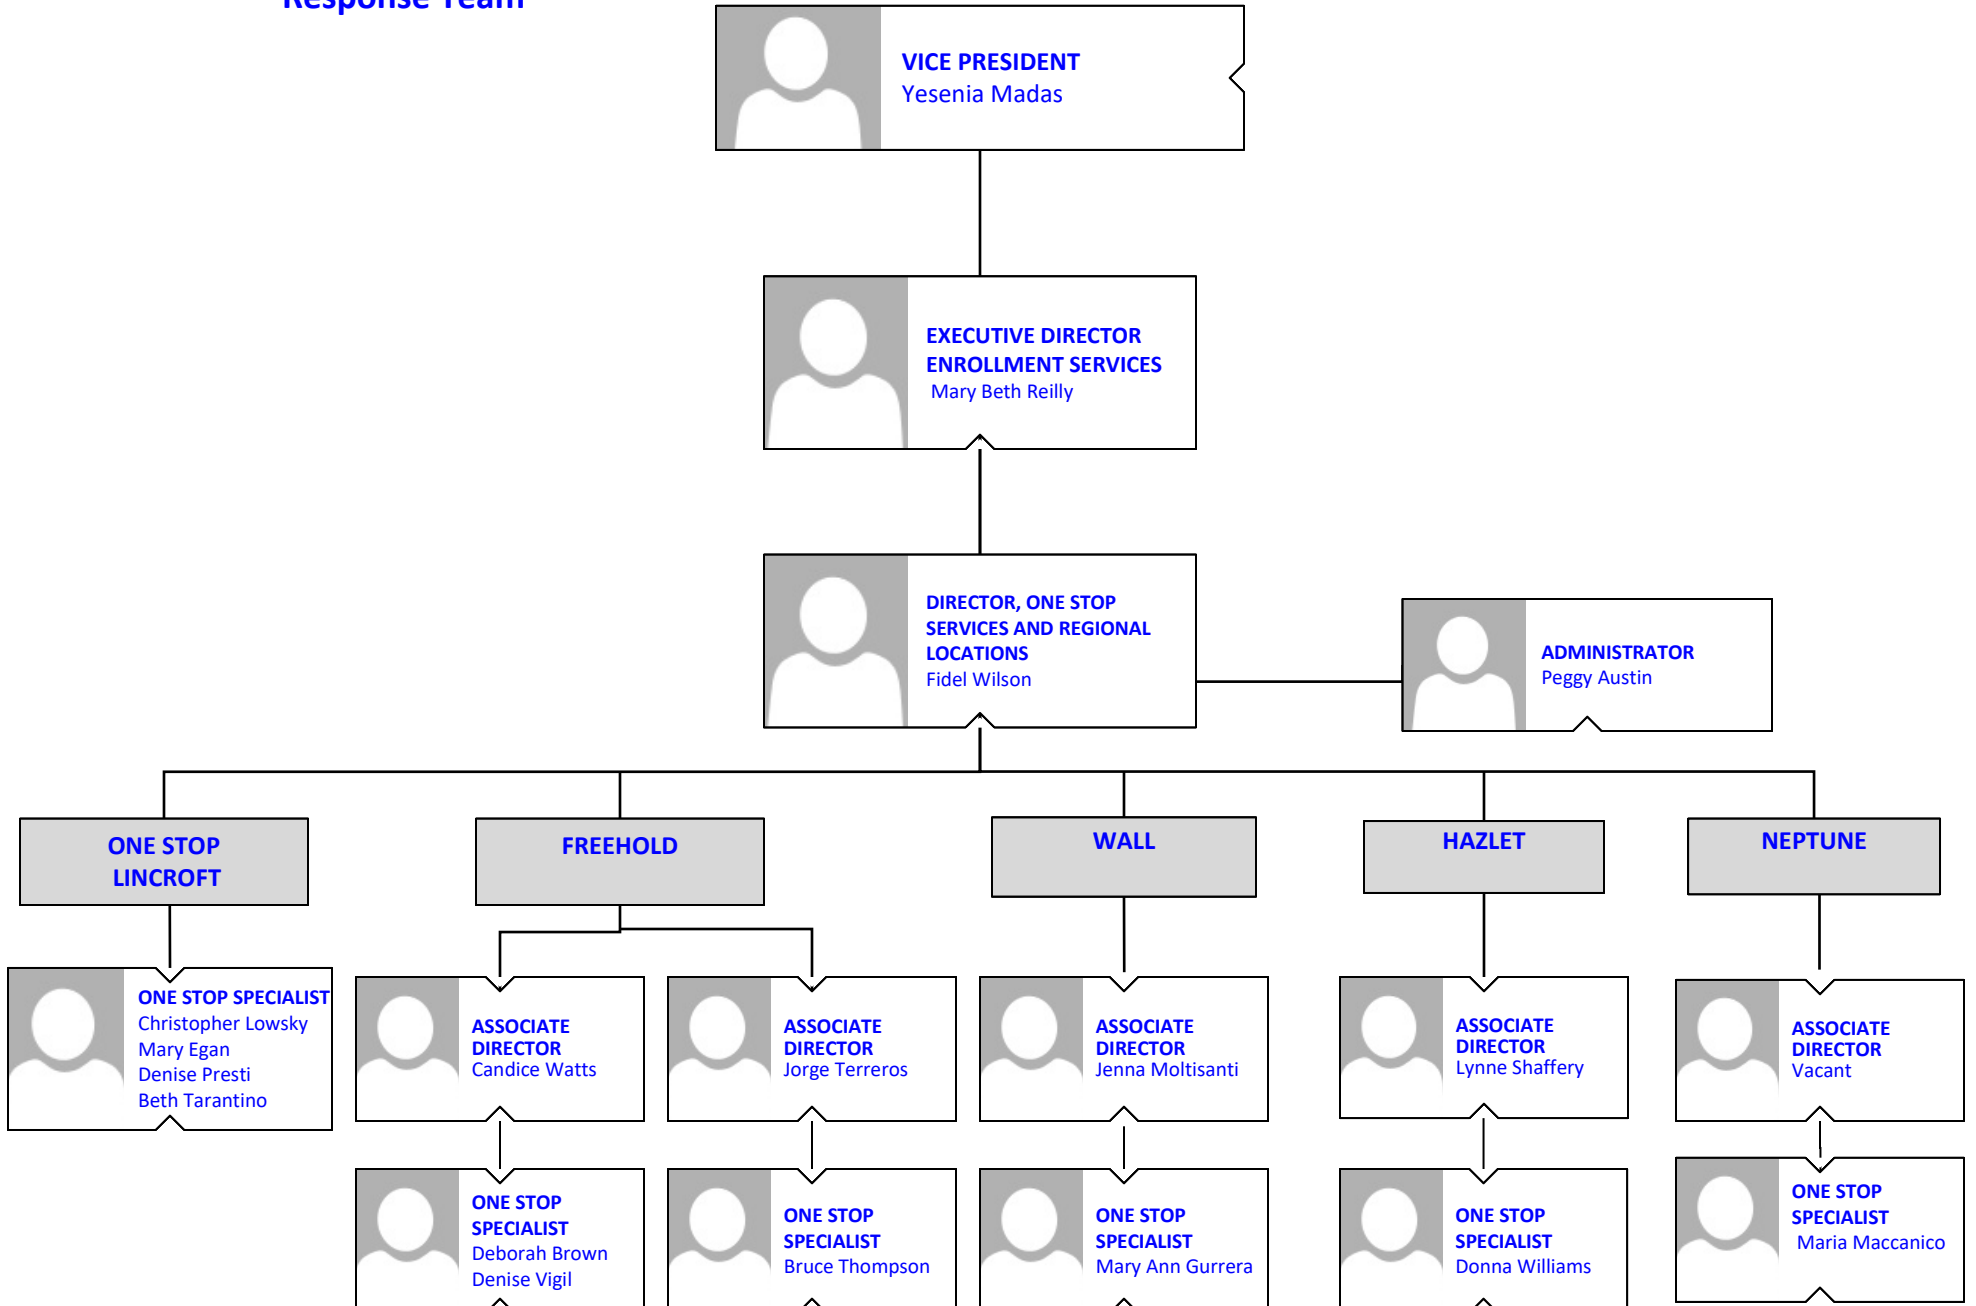 Response Team
VICE PRESIDENT
Yesenia Madas
EXECUTIVE DIRECTOR
ENROLLMENT SERVICES
Mary Beth Reilly
DIRECTOR, ONE STOP
SERVICES AND REGIONAL
LOCATIONS
Fidel Wilson
ADMINISTRATOR
Peggy Austin
ONE STOP
LINCROFT
FREEHOLD
WALL
HAZLET
NEPTUNE
ONE STOP SPECIALIST
Christopher Lowsky
Mary Egan
Denise Presti
Beth Tarantino
ASSOCIATE
DIRECTOR
Candice Watts
ASSOCIATE
DIRECTOR
Jorge Terreros
ASSOCIATE
DIRECTOR
Jenna Moltisanti
ASSOCIATE
DIRECTOR
Lynne Shaffery
ASSOCIATE
DIRECTOR
Vacant
ONE STOP
SPECIALIST
Deborah Brown
Denise Vigil
ONE STOP
SPECIALIST
Bruce Thompson
ONE STOP
SPECIALIST
Mary Ann Gurrera
ONE STOP
SPECIALIST
Donna Williams
ONE STOP
SPECIALIST
Maria Maccanico